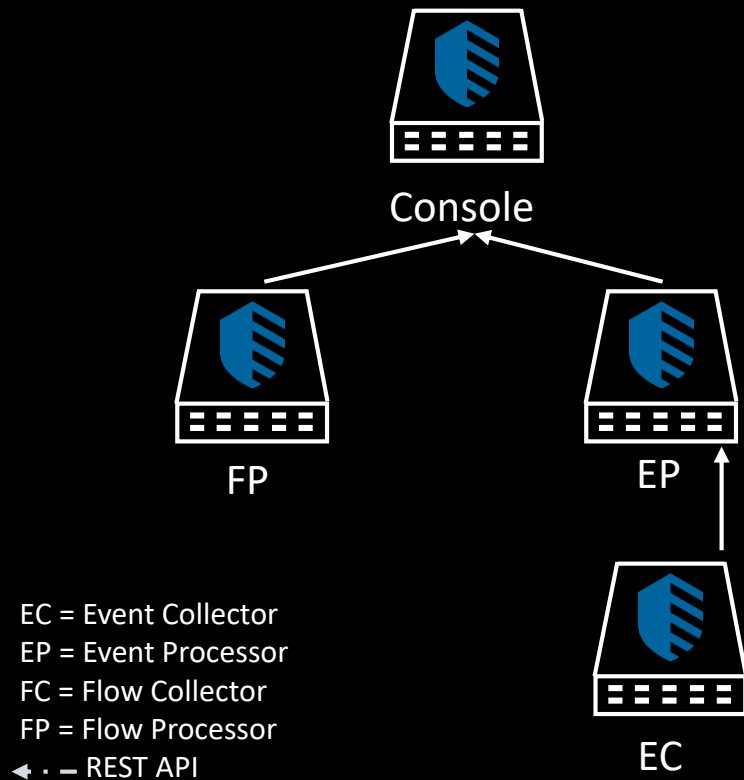 Console
FP
EP
EC = Event Collector
EP = Event Processor
FC = Flow Collector
FP = Flow Processor
REST API
EC